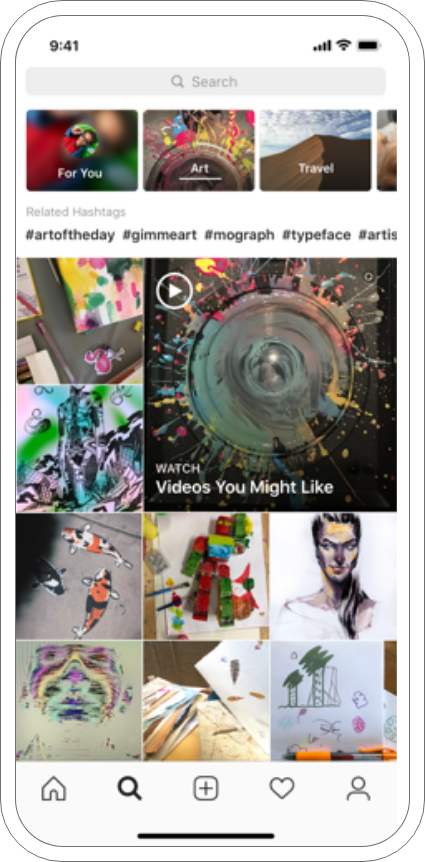 9:41
Search
For You
Art
Travel
Related Hashtags
#artoftheday #gimmeart #mograph #typeface #artis
WATCH
Videos You Might Like